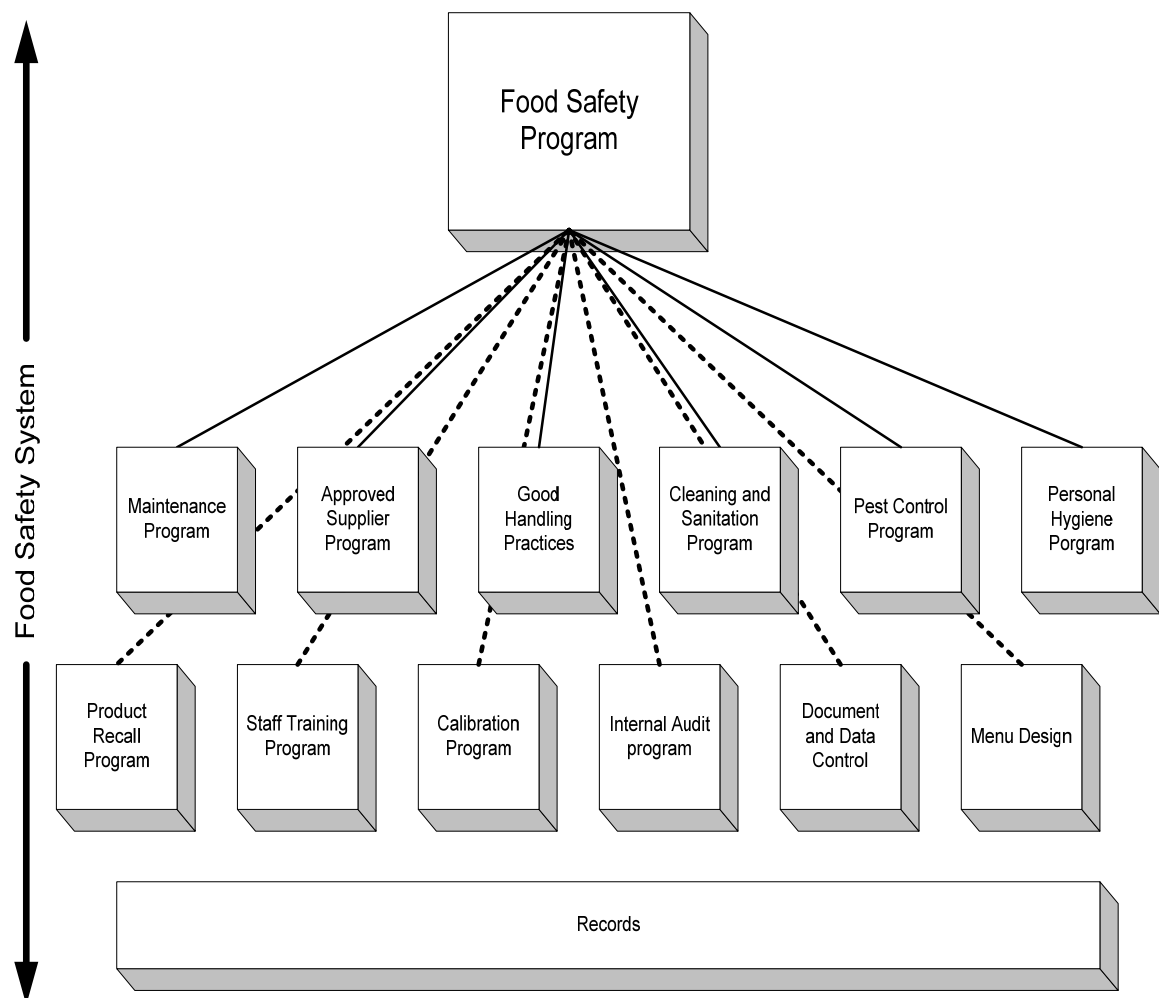 Food Safety
Program
Food Safety System
Maintenance
Program
Approved
Supplier
Program
Good
Handling
Practices
Cleaning and
Sanitation
Program
Pest Control
Program
Personal
Hygiene
Porgram
Product
Recall
Program
Staff Training
Program
Calibration
Program
Internal Audit
program
Document
and Data
Control
Menu Design
Records